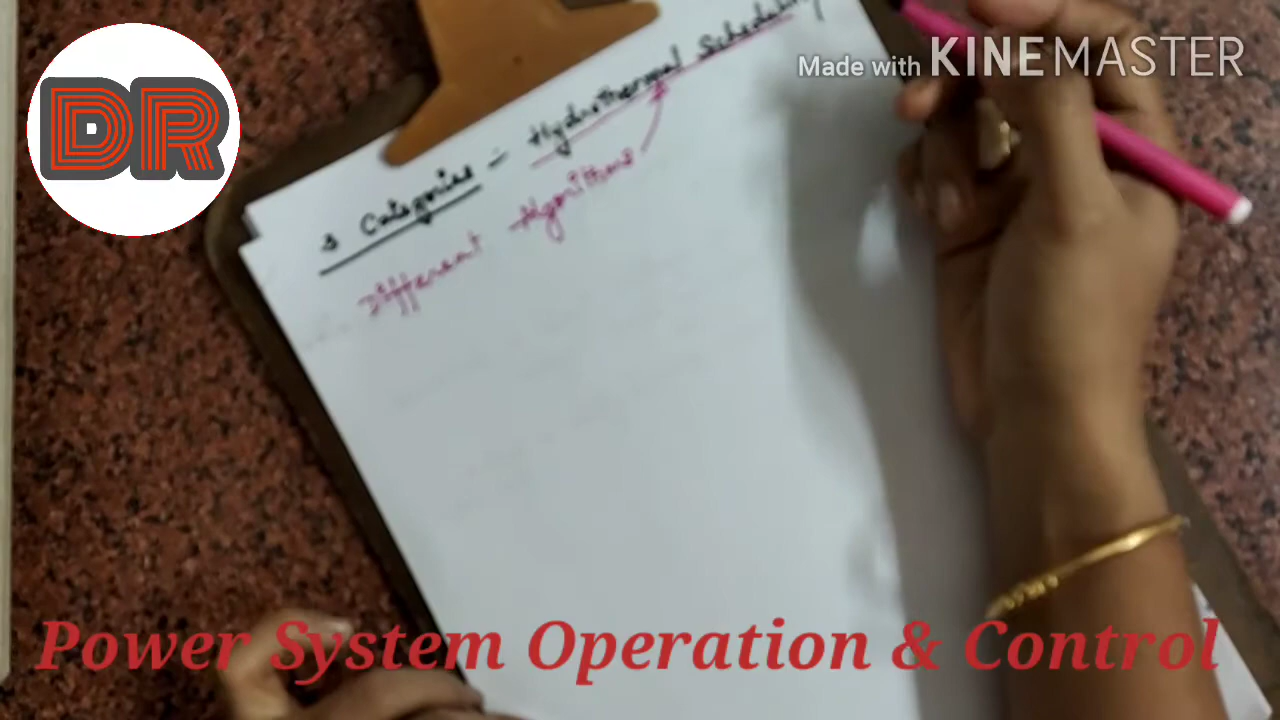 DR
Made with KINEMASTER
3 Categories - Hydrothermal Scheduling
Different Algorithms
Power System Operation & Control